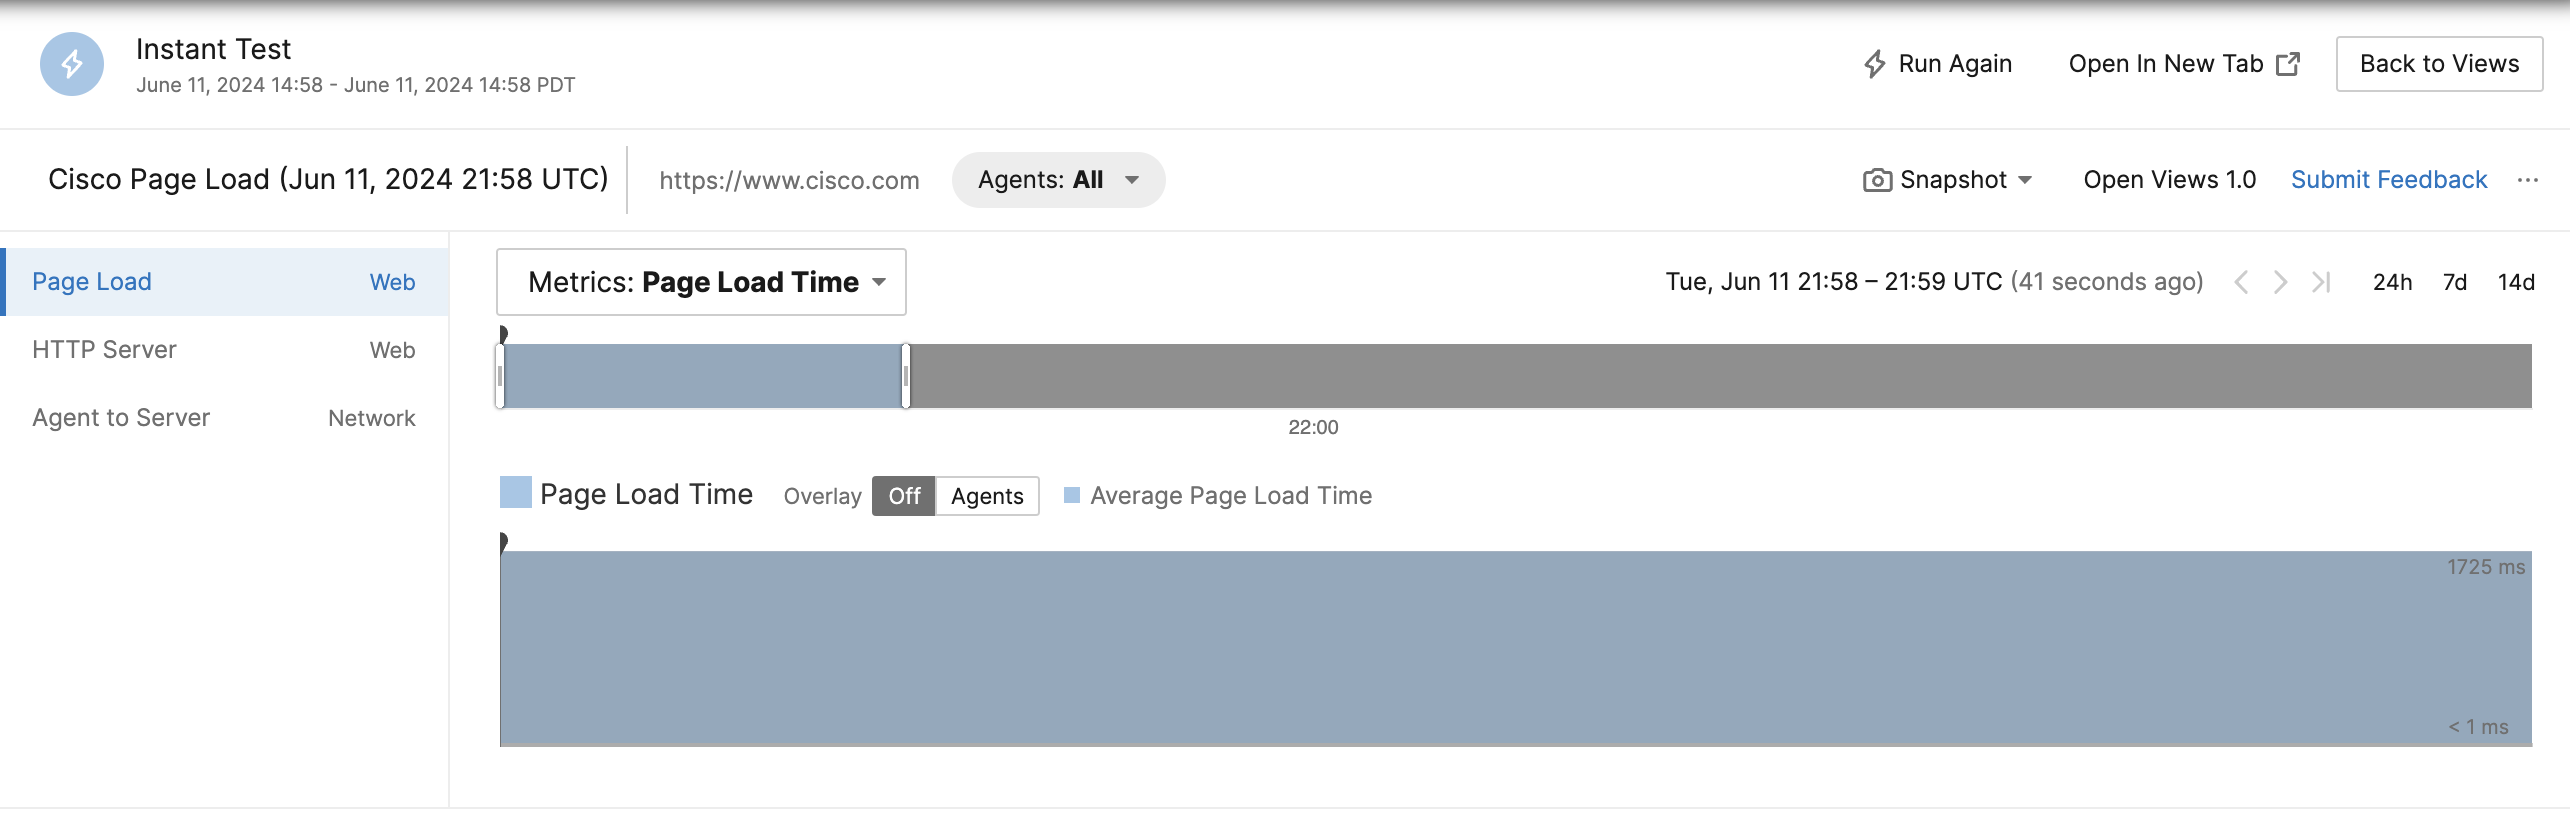 Instant Test
June 11, 2024 14:58 - June 11, 2024 14:58 PDT
Run Again
Open In New Tab
Back to Views
Cisco Page Load (Jun 11, 2024 21:58 UTC)
https://www.cisco.com
Agents: All
Snapshot
Open Views 1.0
Submit Feedback
Page Load Web
HTTP Server Web
Agent to Server Network
Metrics: Page Load Time
Tue, Jun 11 21:58 – 21:59 UTC (41 seconds ago)
24h 7d 14d
22:00
Page Load Time
Overlay Off Agents
Average Page Load Time
1725 ms
< 1 ms